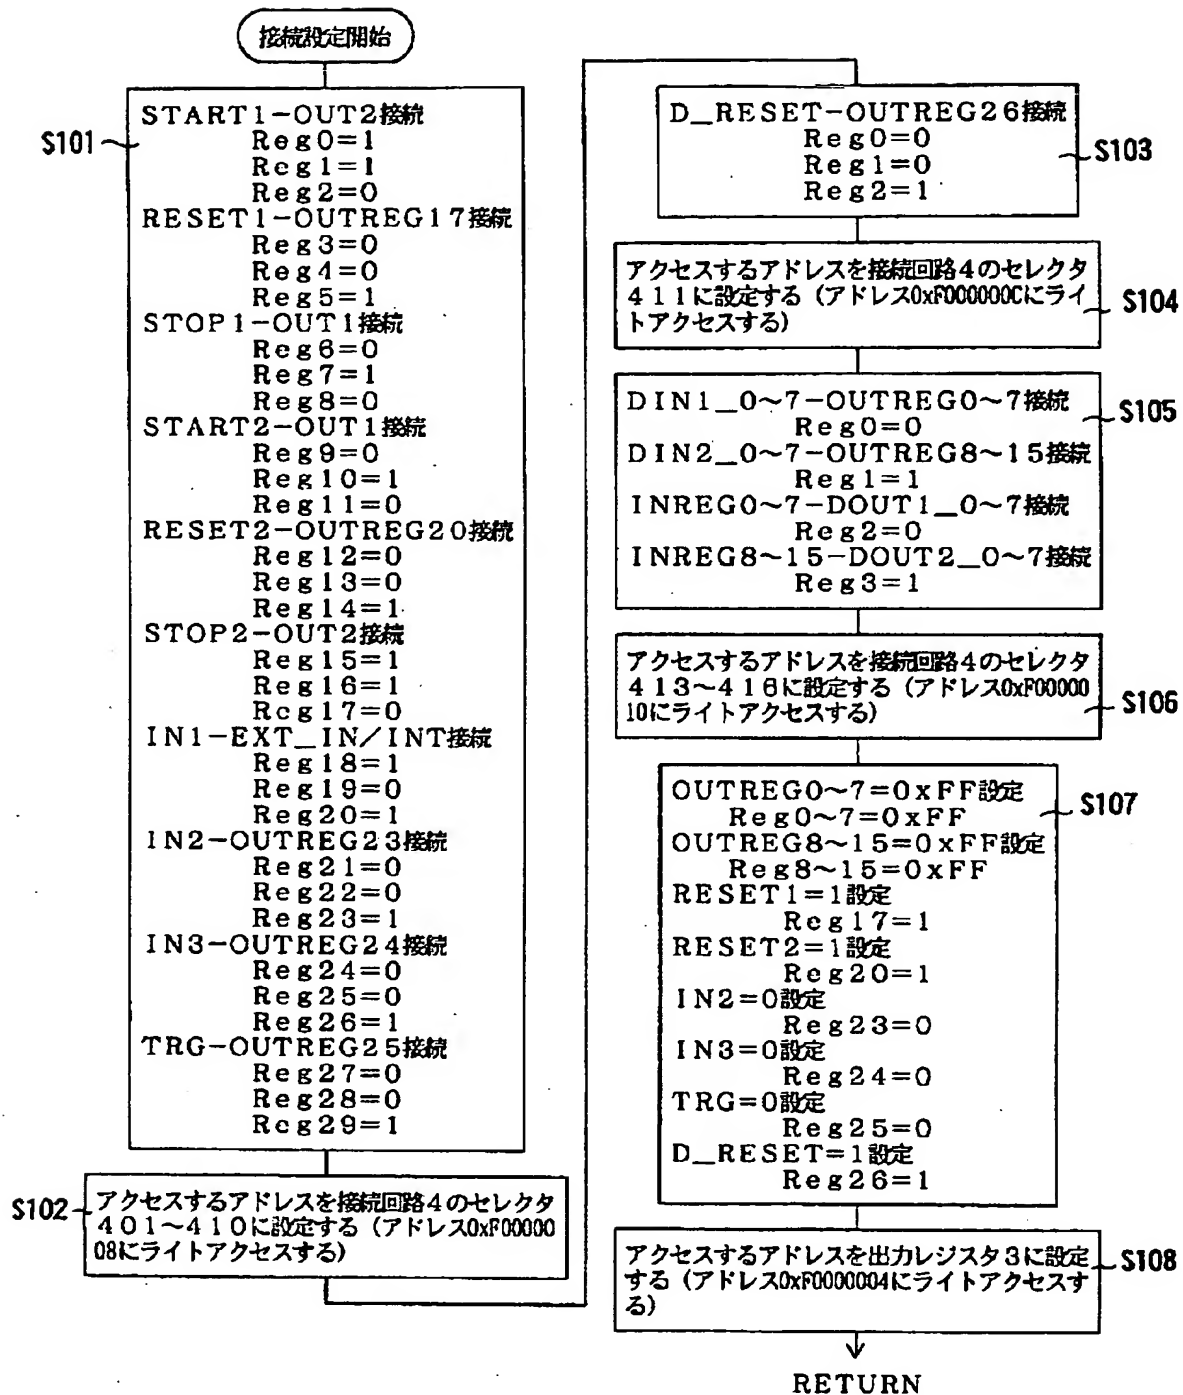 接続設定開始
S101
START1-OUT2接続
Reg0=1
Reg1=1
Reg2=0
RESET1-OUTREG17接続
Reg3=0
Reg4=0
Reg5=1
STOP1-OUT1接続
Reg6=0
Reg7=1
Reg8=0
START2-OUT1接続
Reg9=0
Reg10=1
Reg11=0
RESET2-OUTREG20接続
Reg12=0
Reg13=0
Reg14=1
STOP2-OUT2接続
Reg15=1
Reg16=1
Reg17=0
IN1-EXT_IN/INT接続
Reg18=1
Reg19=0
Reg20=1
IN2-OUTREG23接続
Reg21=0
Reg22=0
Reg23=1
IN3-OUTREG24接続
Reg24=0
Reg25=0
Reg26=1
TRG-OUTREG25接続
Reg27=0
Reg28=0
Reg29=1
S102
アクセスするアドレスを接続回路4のセレクタ
401~410に設定する(アドレス0xF00000
08にライトアクセスする)
D_RESET-OUTREG26接続
Reg0=0
Reg1=0
Reg2=1
S103
アクセスするアドレスを接続回路4のセレクタ
411に設定する(アドレス0xF000000Cにライ
トアクセスする)
S104
DIN1_0~7-OUTREG0~7接続
Reg0=0
DIN2_0~7-OUTREG8~15接続
Reg1=1
INREG0~7-DOUT1_0~7接続
Reg2=0
INREG8~15-DOUT2_0~7接続
Reg3=1
S105
アクセスするアドレスを接続回路4のセレクタ
413~416に設定する(アドレス0xF00000
10にライトアクセスする)
S106
OUTREG0~7=0xFF設定
Reg0~7=0xFF
OUTREG8~15=0xFF設定
Reg8~15=0xFF
RESET1=1設定
Reg17=1
RESET2=1設定
Reg20=1
IN2=0設定
Reg23=0
IN3=0設定
Reg24=0
TRG=0設定
Reg25=0
D_RESET=1設定
Reg26=1
S107
アクセスするアドレスを出力レジスタ3に設定
する(アドレス0xF0000004にライトアクセスす
る)
S108
RETURN